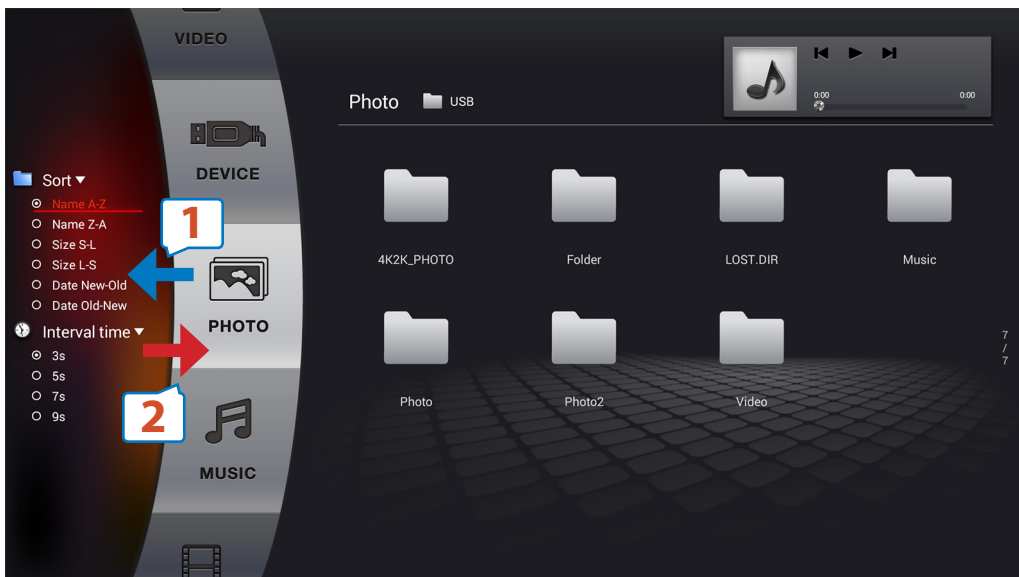 VIDEO
DEVICE
PHOTO
MUSIC
Sort
Name A-Z
Name Z-A
Size S-L
Size L-S
Date New-Old
Date Old-New
Interval time
3s
5s
7s
9s
1
2
Photo USB
0:00 0:00
4K2K_PHOTO Folder LOST.DIR Music
Photo Photo2 Video
7
/
7